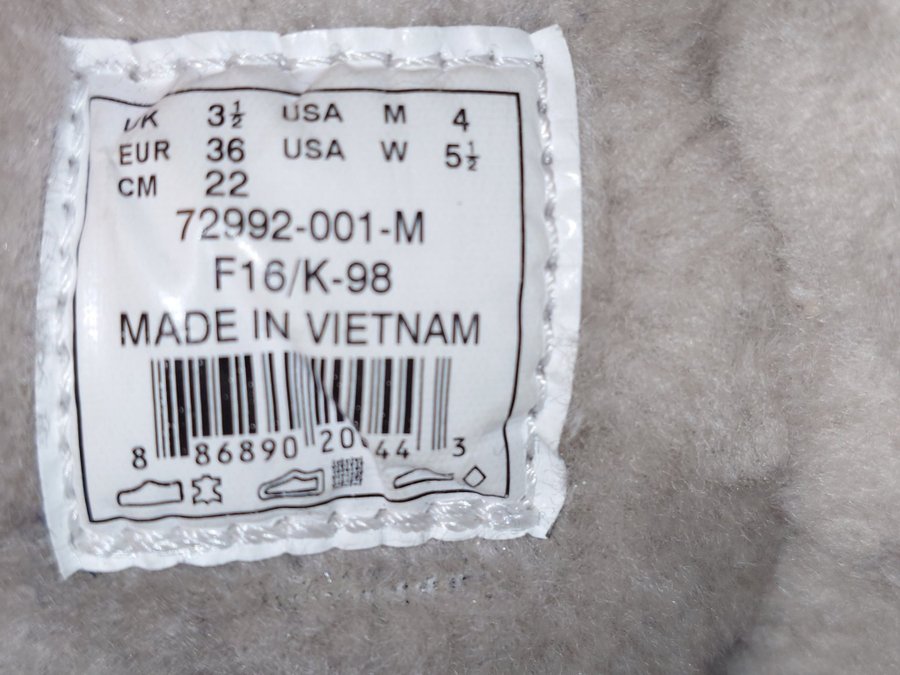 UK 3½ USA M 4
EUR 36 USA W 5½
CM 22
72992-001-M
F16/K-98
MADE IN VIETNAM
8 86890 20 44 3